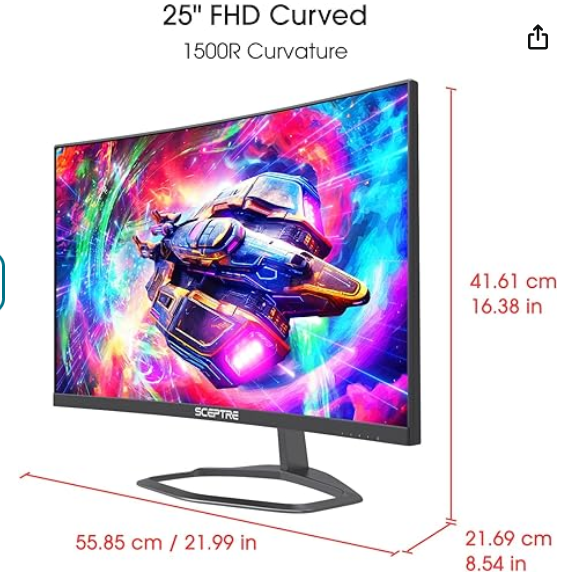 25" FHD Curved
1500R Curvature
SCEPTRE
41.61 cm
16.38 in
55.85 cm / 21.99 in
21.69 cm
8.54 in